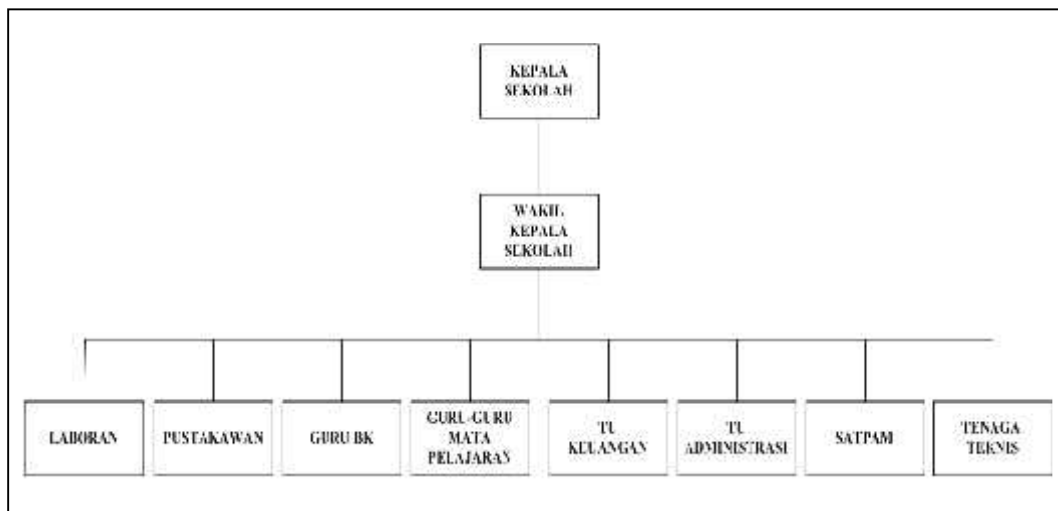 KEPALA
SEKOLAH
WAKIL
KEPALA
SEKOLAH
LABORAN
PUSTAKAWAN
GURU BK
GURU-GURU
MATA
PELAJARAN
TU
KEUANGAN
TU
ADMINISTRASI
SATPAM
TENAGA
TEKNIS